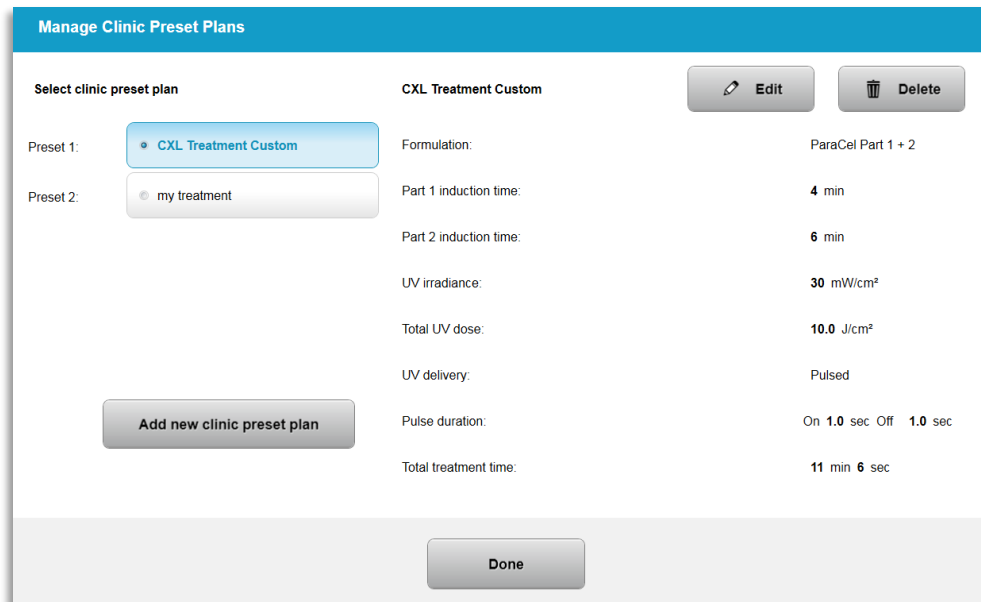 Manage Clinic Preset Plans
Select clinic preset plan
Preset 1: CXL Treatment Custom
Preset 2: my treatment
Add new clinic preset plan
CXL Treatment Custom
Edit
Delete
Formulation: ParaCel Part 1 + 2
Part 1 induction time: 4 min
Part 2 induction time: 6 min
UV irradiance: 30 mW/cm²
Total UV dose: 10.0 J/cm²
UV delivery: Pulsed
Pulse duration: On 1.0 sec Off 1.0 sec
Total treatment time: 11 min 6 sec
Done